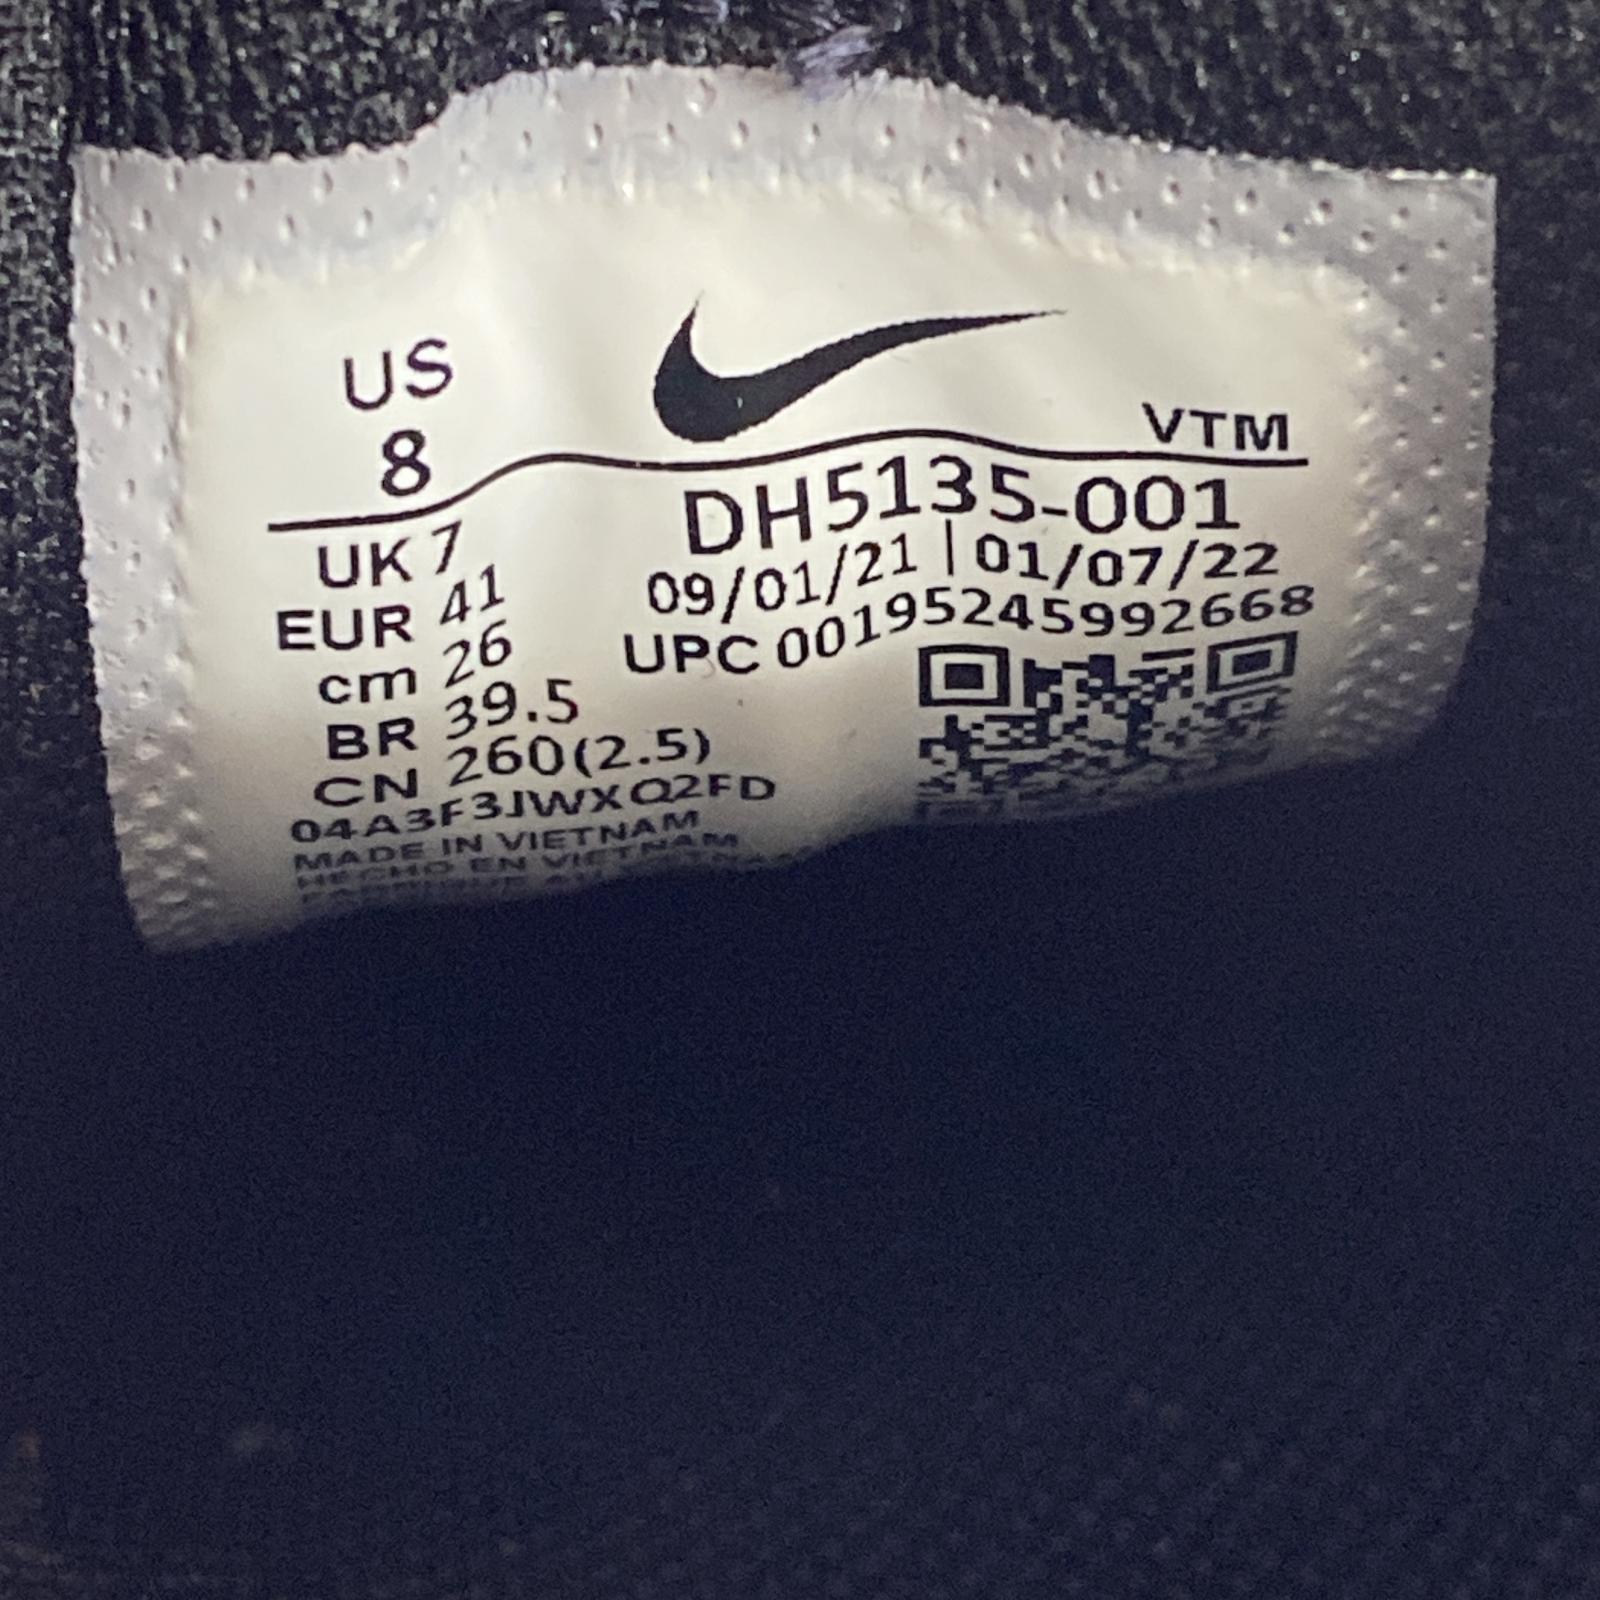 US
8
VTM
UK 7
EUR 41
cm 26
BR 39.5
CN 260(2.5)
04A3F3JWXQ2FD
MADE IN VIETNAM
HECHO EN VIETNAM
DH5135-001
09/01/21 | 01/07/22
UPC 00195245992668